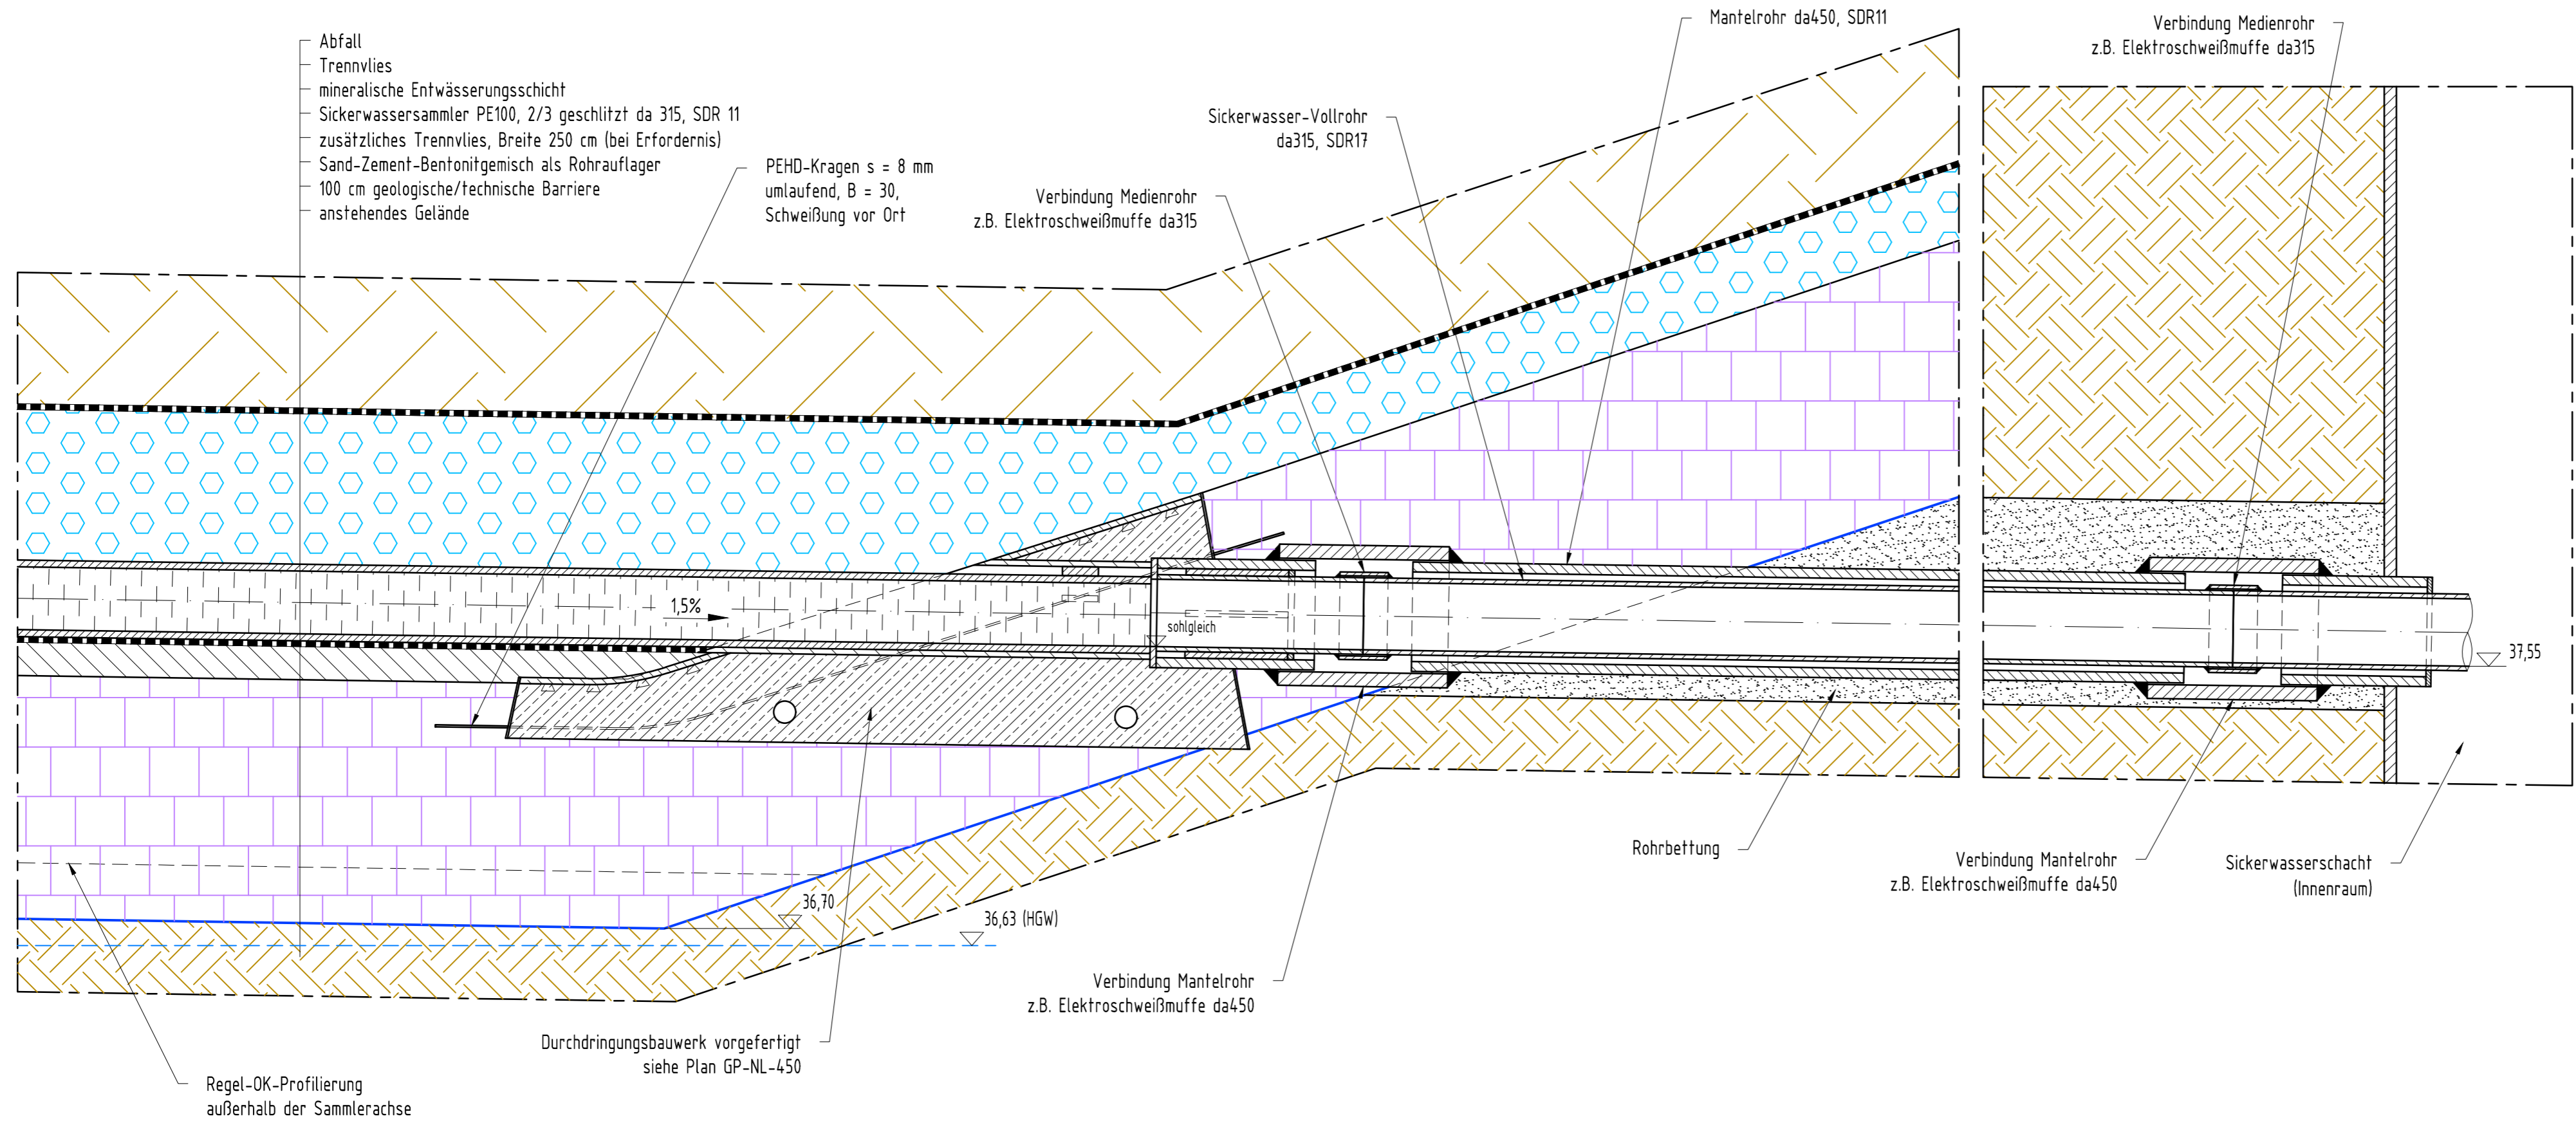 Abfall
Trennvlies
mineralische Entwässerungsschicht
Sickerwassersammler PE100, 2/3 geschlitzt da 315, SDR 11
zusätzliches Trennvlies, Breite 250 cm (bei Erfordernis)
Sand-Zement-Bentonitgemisch als Rohrauflager
100 cm geologische/technische Barriere
anstehendes Gelände
PEHD-Kragen s = 8 mm
umlaufend, B = 30,
Schweißung vor Ort
Verbindung Medienrohr
z.B. Elektroschweißmuffe da315
Sickerwasser-Vollrohr
da315, SDR17
Mantelrohr da450, SDR11
Verbindung Medienrohr
z.B. Elektroschweißmuffe da315
1,5%
sohlgleich
37,55
36,70
36,63 (HGW)
Rohrbettung
Verbindung Mantelrohr
z.B. Elektroschweißmuffe da450
Sickerwasserschacht
(Innenraum)
Verbindung Mantelrohr
z.B. Elektroschweißmuffe da450
Durchdringungsbauwerk vorgefertigt
siehe Plan GP-NL-450
Regel-OK-Profilierung
außerhalb der Sammlerachse